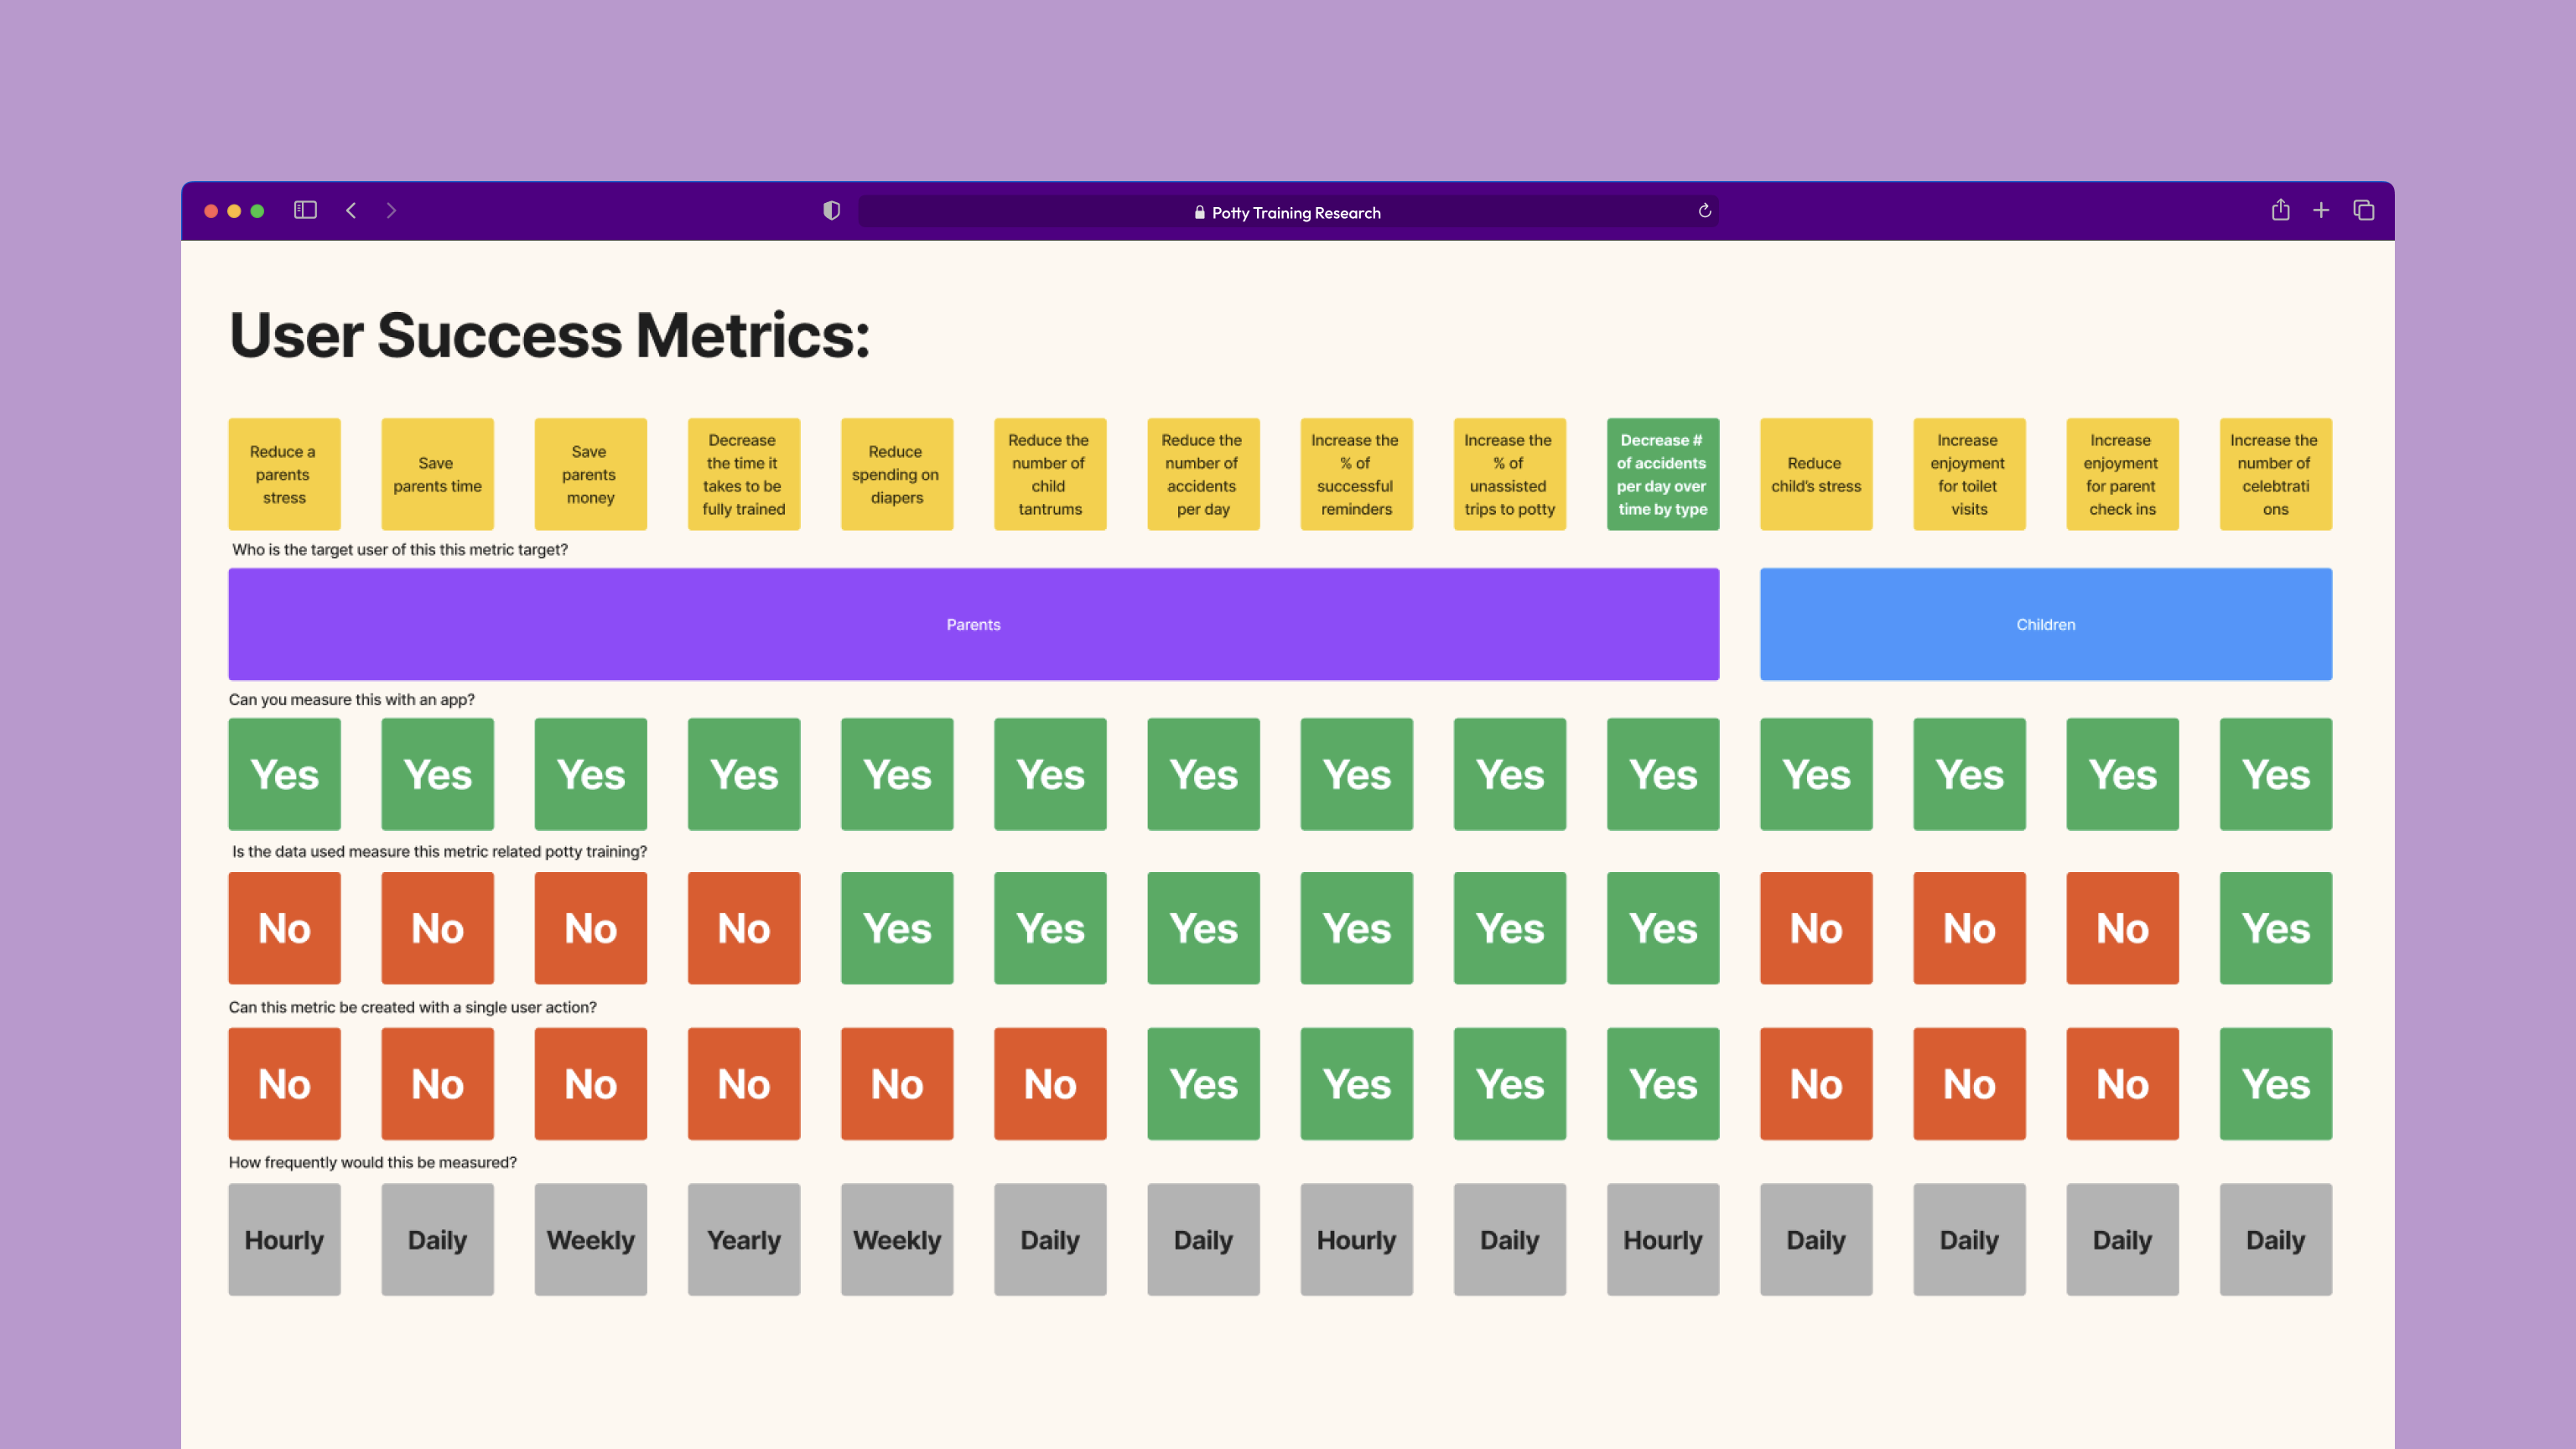 Potty Training Research
User Success Metrics:
Reduce a
parents
stress
Save
parents time
Save
parents
money
Decrease
the time it
takes to be
fully trained
Reduce
spending on
diapers
Reduce the
number of
child
tantrums
Reduce the
number of
accidents
per day
Increase the
% of
successful
reminders
Increase the
% of
unassisted
trips to potty
Decrease #
of accidents
per day over
time by type
Reduce
child's stress
Increase
enjoyment
for toilet
visits
Increase
enjoyment
for parent
check ins
Increase the
number of
celebtrati
ons
Who is the target user of this this metric target?
Parents
Children
Can you measure this with an app?
Yes Yes Yes Yes Yes Yes Yes Yes Yes Yes Yes Yes Yes Yes
Is the data used measure this metric related potty training?
No No No No Yes Yes Yes Yes Yes Yes No No No Yes
Can this metric be created with a single user action?
No No No No No No Yes Yes Yes Yes No No No Yes
How frequently would this be measured?
Hourly Daily Weekly Yearly Weekly Daily Daily Hourly Daily Hourly Daily Daily Daily Daily